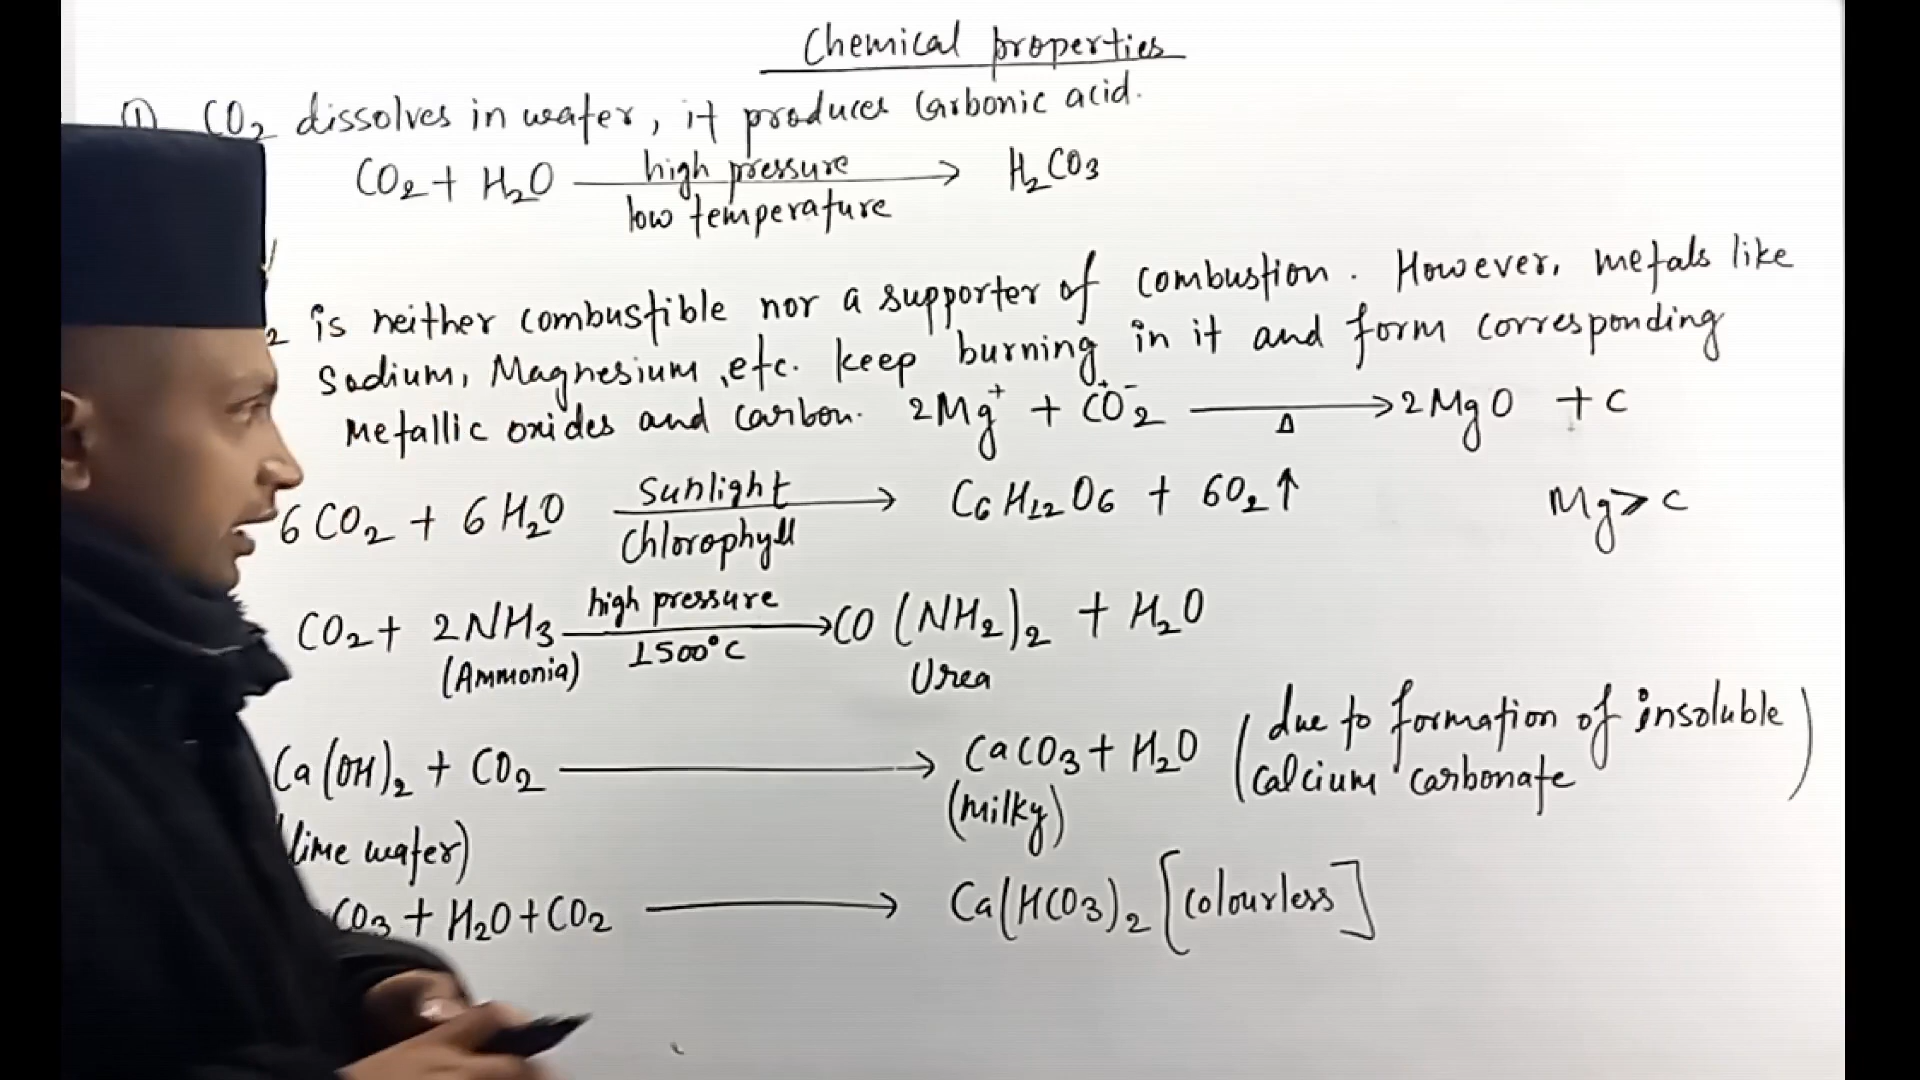 Chemical properties
① CO2 dissolves in water, it produces Carbonic acid.
CO2 + H2O high pressure → H2CO3
low temperature
2 is neither combustible nor a supporter of combustion. However, metals like
Sodium, Magnesium, etc. keep burning in it and form corresponding
Metallic oxides and carbon. 2Mg⁺ + C⁺O⁻2 → 2MgO + C
Δ
6CO2 + 6H2O Sunlight → C6H12O6 + 6O2↑
Chlorophyll
Mg > C
CO2 + 2NH3 high pressure → CO(NH2)2 + H2O
1500°C
(Ammonia) Urea
Ca(OH)2 + CO2 → CaCO3 + H2O (due to formation of insoluble
calcium carbonate)
(milky)
lime water)
CO3 + H2O + CO2 → Ca(HCO3)2 [Colourless]